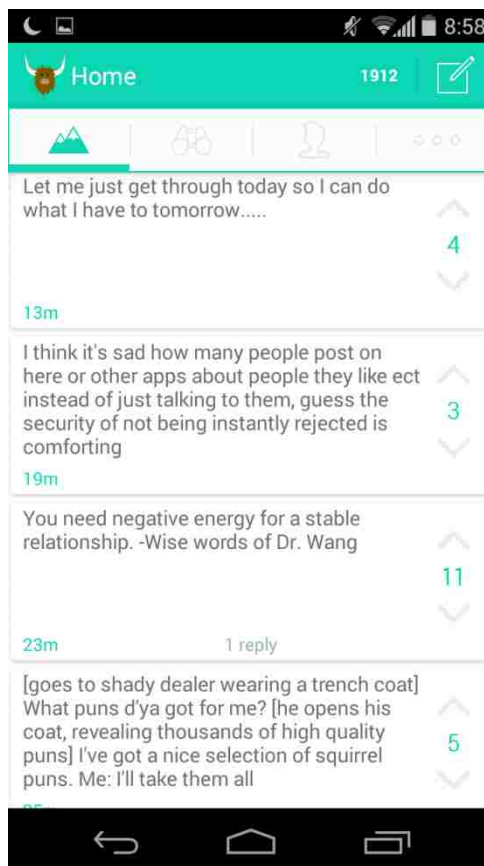 8:58
Home
1912
Let me just get through today so I can do
what I have to tomorrow.....
4
13m
I think it's sad how many people post on
here or other apps about people they like ect
instead of just talking to them, guess the
security of not being instantly rejected is
comforting
3
19m
You need negative energy for a stable
relationship. -Wise words of Dr. Wang
11
23m
1 reply
[goes to shady dealer wearing a trench coat]
What puns d'ya got for me? [he opens his
coat, revealing thousands of high quality
puns] I've got a nice selection of squirrel
puns. Me: I'll take them all
5